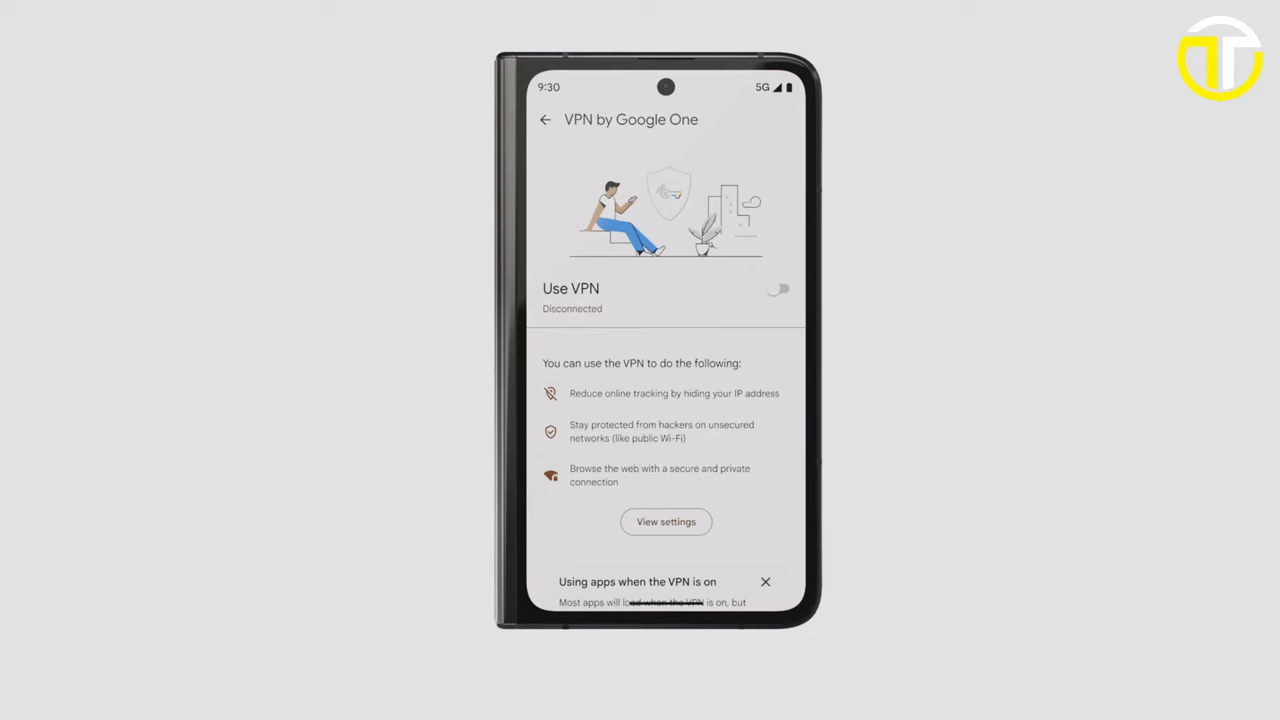 9:30
5G
VPN by Google One
Use VPN
Disconnected
You can use the VPN to do the following:
Reduce online tracking by hiding your IP address
Stay protected from hackers on unsecured
networks (like public Wi-Fi)
Browse the web with a secure and private
connection
View settings
Using apps when the VPN is on
Most apps will load when the VPN is on, but